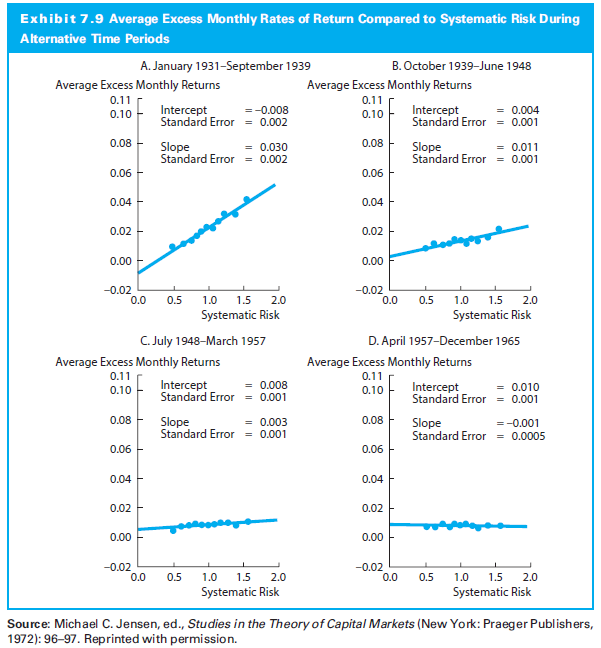 Exhibit 7.9 Average Excess Monthly Rates of Return Compared to Systematic Risk During
Alternative Time Periods
A. January 1931–September 1939
Average Excess Monthly Returns
0.11
0.10
0.08
0.06
0.04
0.02
0.00
−0.02
Intercept = −0.008
Standard Error = 0.002
Slope = 0.030
Standard Error = 0.002
0.0 0.5 1.0 1.5 2.0
Systematic Risk
B. October 1939–June 1948
Average Excess Monthly Returns
0.11
0.10
0.08
0.06
0.04
0.02
0.00
−0.02
Intercept = 0.004
Standard Error = 0.001
Slope = 0.011
Standard Error = 0.001
0.0 0.5 1.0 1.5 2.0
Systematic Risk
C. July 1948–March 1957
Average Excess Monthly Returns
0.11
0.10
0.08
0.06
0.04
0.02
0.00
−0.02
Intercept = 0.008
Standard Error = 0.001
Slope = 0.003
Standard Error = 0.001
0.0 0.5 1.0 1.5 2.0
Systematic Risk
D. April 1957–December 1965
Average Excess Monthly Returns
0.11
0.10
0.08
0.06
0.04
0.02
0.00
−0.02
Intercept = 0.010
Standard Error = 0.001
Slope = −0.001
Standard Error = 0.0005
0.0 0.5 1.0 1.5 2.0
Systematic Risk
Source: Michael C. Jensen, ed., Studies in the Theory of Capital Markets (New York: Praeger Publishers,
1972): 96–97. Reprinted with permission.